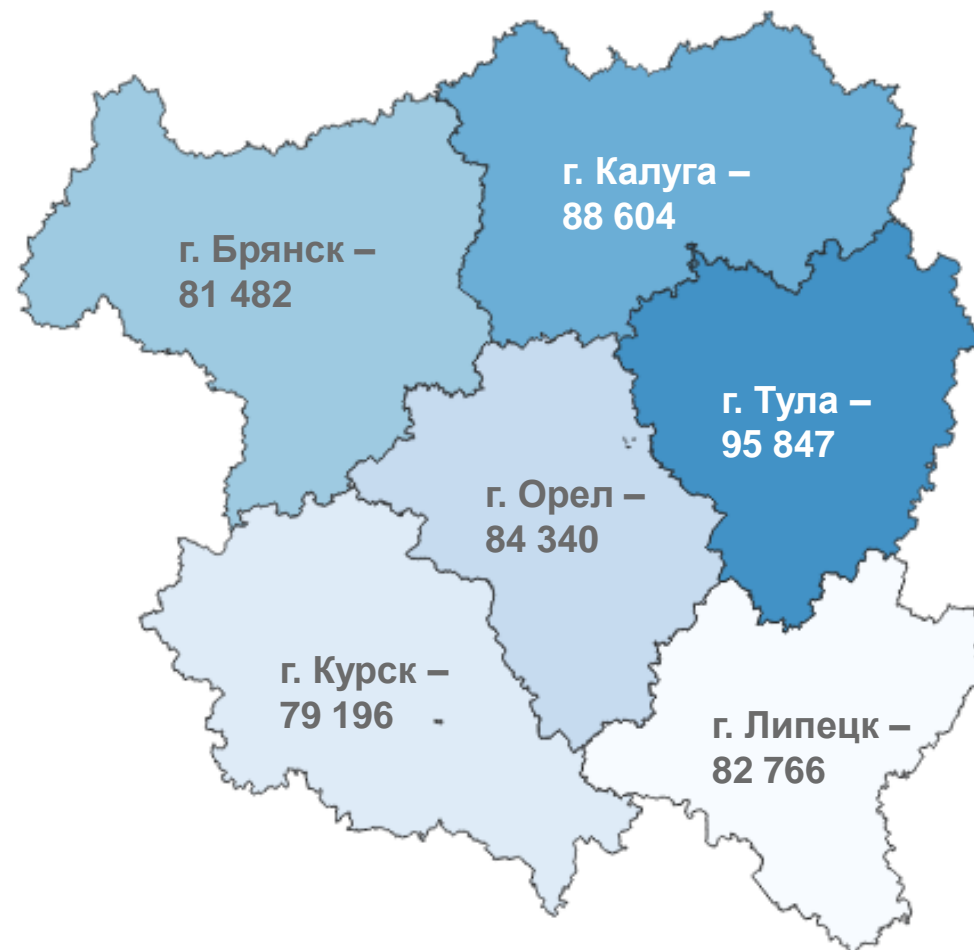 г. Калуга –
88 604
г. Брянск –
81 482
г. Тула –
95 847
г. Орел –
84 340
г. Курск –
79 196
г. Липецк –
82 766